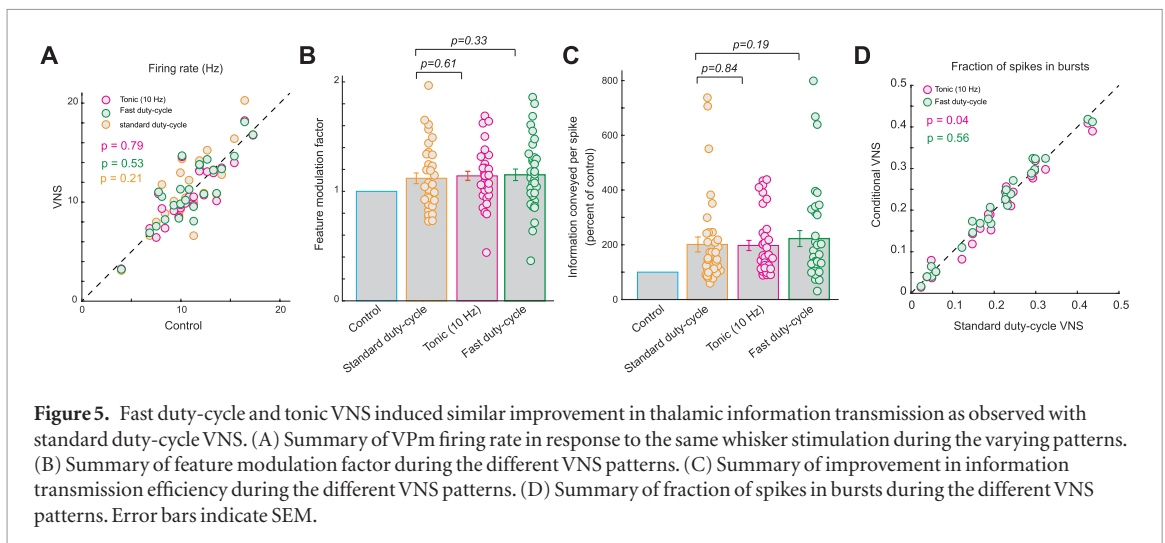 A
Firing rate (Hz)
Tonic (10 Hz)
Fast duty-cycle
standard duty-cycle
p = 0.79
p = 0.53
p = 0.21
VNS
20
10
0
0
10
20
Control
B
p=0.33
p=0.61
Feature modulation factor
2
1
0
Control
Standard duty-cycle
Tonic (10 Hz)
Fast duty-cycle
C
p=0.19
p=0.84
Information conveyed per spike
(percent of control)
800
600
400
200
0
Control
Standard duty-cycle
Tonic (10 Hz)
Fast duty-cycle
D
Fraction of spikes in bursts
Tonic (10 Hz)
Fast duty-cycle
p = 0.04
p = 0.56
Conditional VNS
0.5
0.4
0.3
0.2
0.1
0
0
0.1
0.2
0.3
0.4
0.5
Standard duty-cycle VNS
Figure 5. Fast duty-cycle and tonic VNS induced similar improvement in thalamic information transmission as observed with
standard duty-cycle VNS. (A) Summary of VPm firing rate in response to the same whisker stimulation during the varying patterns.
(B) Summary of feature modulation factor during the different VNS patterns. (C) Summary of improvement in information
transmission efficiency during the different VNS patterns. (D) Summary of fraction of spikes in bursts during the different VNS
patterns. Error bars indicate SEM.